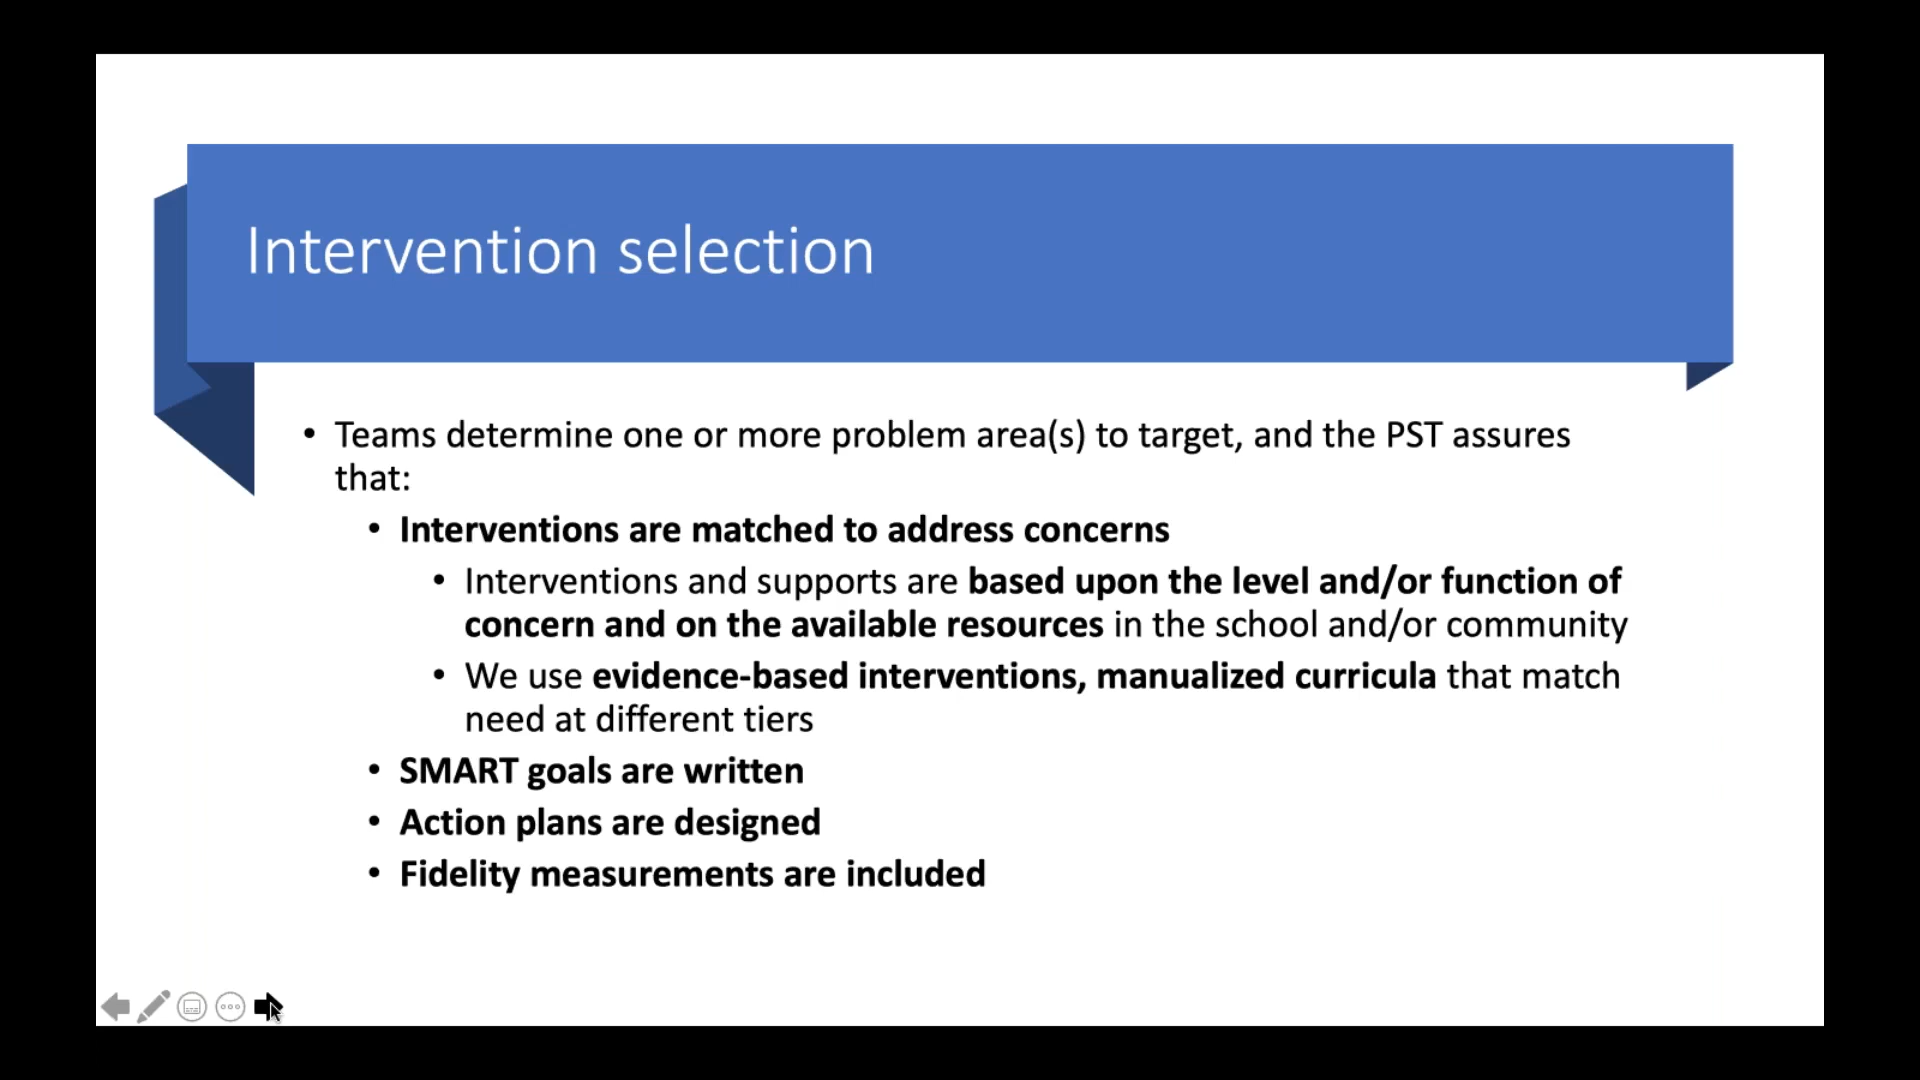 Intervention selection
• Teams determine one or more problem area(s) to target, and the PST assures
that:
• Interventions are matched to address concerns
• Interventions and supports are based upon the level and/or function of
concern and on the available resources in the school and/or community
• We use evidence-based interventions, manualized curricula that match
need at different tiers
• SMART goals are written
• Action plans are designed
• Fidelity measurements are included